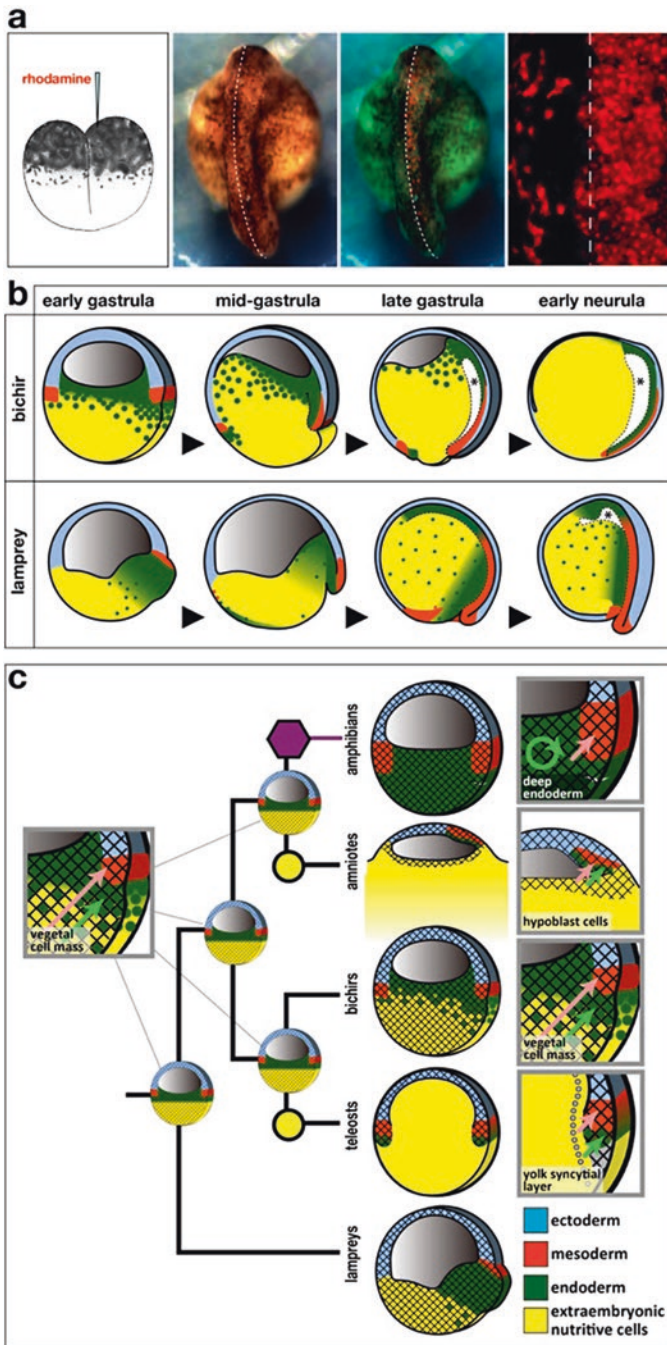 a
rhodamine
b
early gastrula
mid-gastrula
late gastrula
early neurula
bichir
*
*
lamprey
*
c
amphibians
deep
endoderm
amniotes
hypoblast cells
vegetal
cell mass
bichirs
vegetal
cell mass
teleosts
yolk syncytial
layer
lampreys
ectoderm
mesoderm
endoderm
extraembryonic
nutritive cells